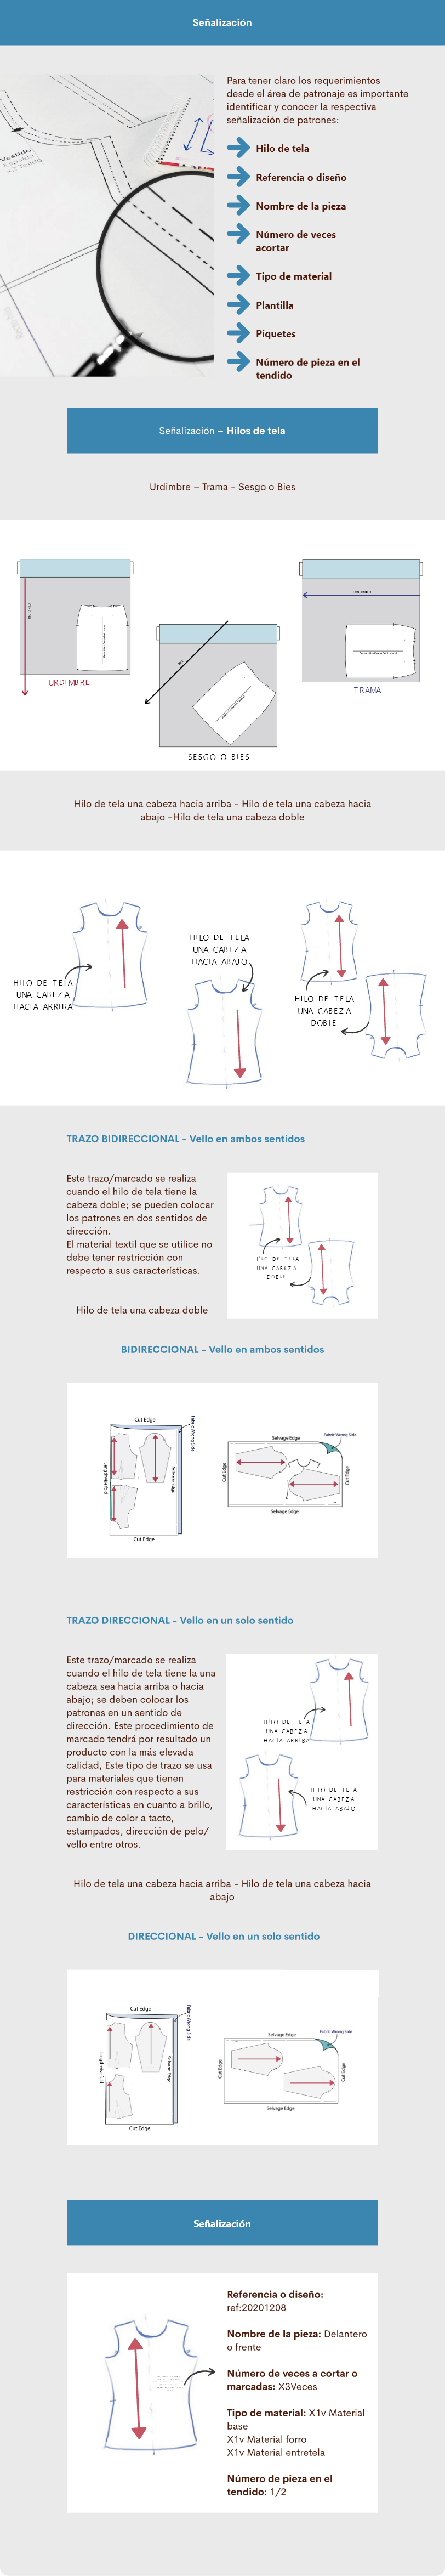 Señalización
Para tener claro los requerimientos
desde el área de patronaje es importante
identificar y conocer la respectiva
señalización de patrones:
Hilo de tela
Referencia o diseño
Nombre de la pieza
Número de veces
acortar
Tipo de material
Plantilla
Piquetes
Número de pieza en el
tendido
Vestido
Espalda
x2 Tejido
Señalización – Hilos de tela
Urdimbre – Trama - Sesgo o Bies
URDIMBRE
BIES
SESGO O BIES
TRAMA
Hilo de tela una cabeza hacia arriba - Hilo de tela una cabeza hacia
abajo -Hilo de tela una cabeza doble
HILO DE TELA
UNA CABEZA
HACIA ARRIBA
HILO DE TELA
UNA CABEZA
HACIA ABAJO
HILO DE TELA
UNA CABEZA
DOBLE
TRAZO BIDIRECCIONAL - Vello en ambos sentidos
Este trazo/marcado se realiza
cuando el hilo de tela tiene la
cabeza doble; se pueden colocar
los patrones en dos sentidos de
dirección.
El material textil que se utilice no
debe tener restricción con
respecto a sus características.
HILO DE TELA
UNA CABEZA
DOBLE
Hilo de tela una cabeza doble
BIDIRECCIONAL - Vello en ambos sentidos
Cut Edge
Fabric Wrong Side
Lengthwise fold
Selvage Edge
Cut Edge
Selvage Edge
Fabric Wrong Side
Cut Edge
Cut Edge
Selvage Edge
TRAZO DIRECCIONAL - Vello en un solo sentido
Este trazo/marcado se realiza
cuando el hilo de tela tiene la una
cabeza sea hacia arriba o hacia
abajo; se deben colocar los
patrones en un sentido de
dirección. Este procedimiento de
marcado tendrá por resultado un
producto con la más elevada
calidad, Este tipo de trazo se usa
para materiales que tienen
restricción con respecto a sus
características en cuanto a brillo,
cambio de color a tacto,
estampados, dirección de pelo/
vello entre otros.
HILO DE TELA
UNA CABEZA
HACIA ARRIBA
HILO DE TELA
UNA CABEZA
HACIA ABAJO
Hilo de tela una cabeza hacia arriba - Hilo de tela una cabeza hacia
abajo
DIRECCIONAL - Vello en un solo sentido
Cut Edge
Fabric Wrong Side
Lengthwise fold
Selvage Edge
Cut Edge
Selvage Edge
Fabric Wrong Side
Cut Edge
Cut Edge
Selvage Edge
Señalización
Referencia o diseño:
ref:20201208
Nombre de la pieza: Delantero
o frente
Número de veces a cortar o
marcadas: X3Veces
Tipo de material: X1v Material
base
X1v Material forro
X1v Material entretela
Número de pieza en el
tendido: 1/2